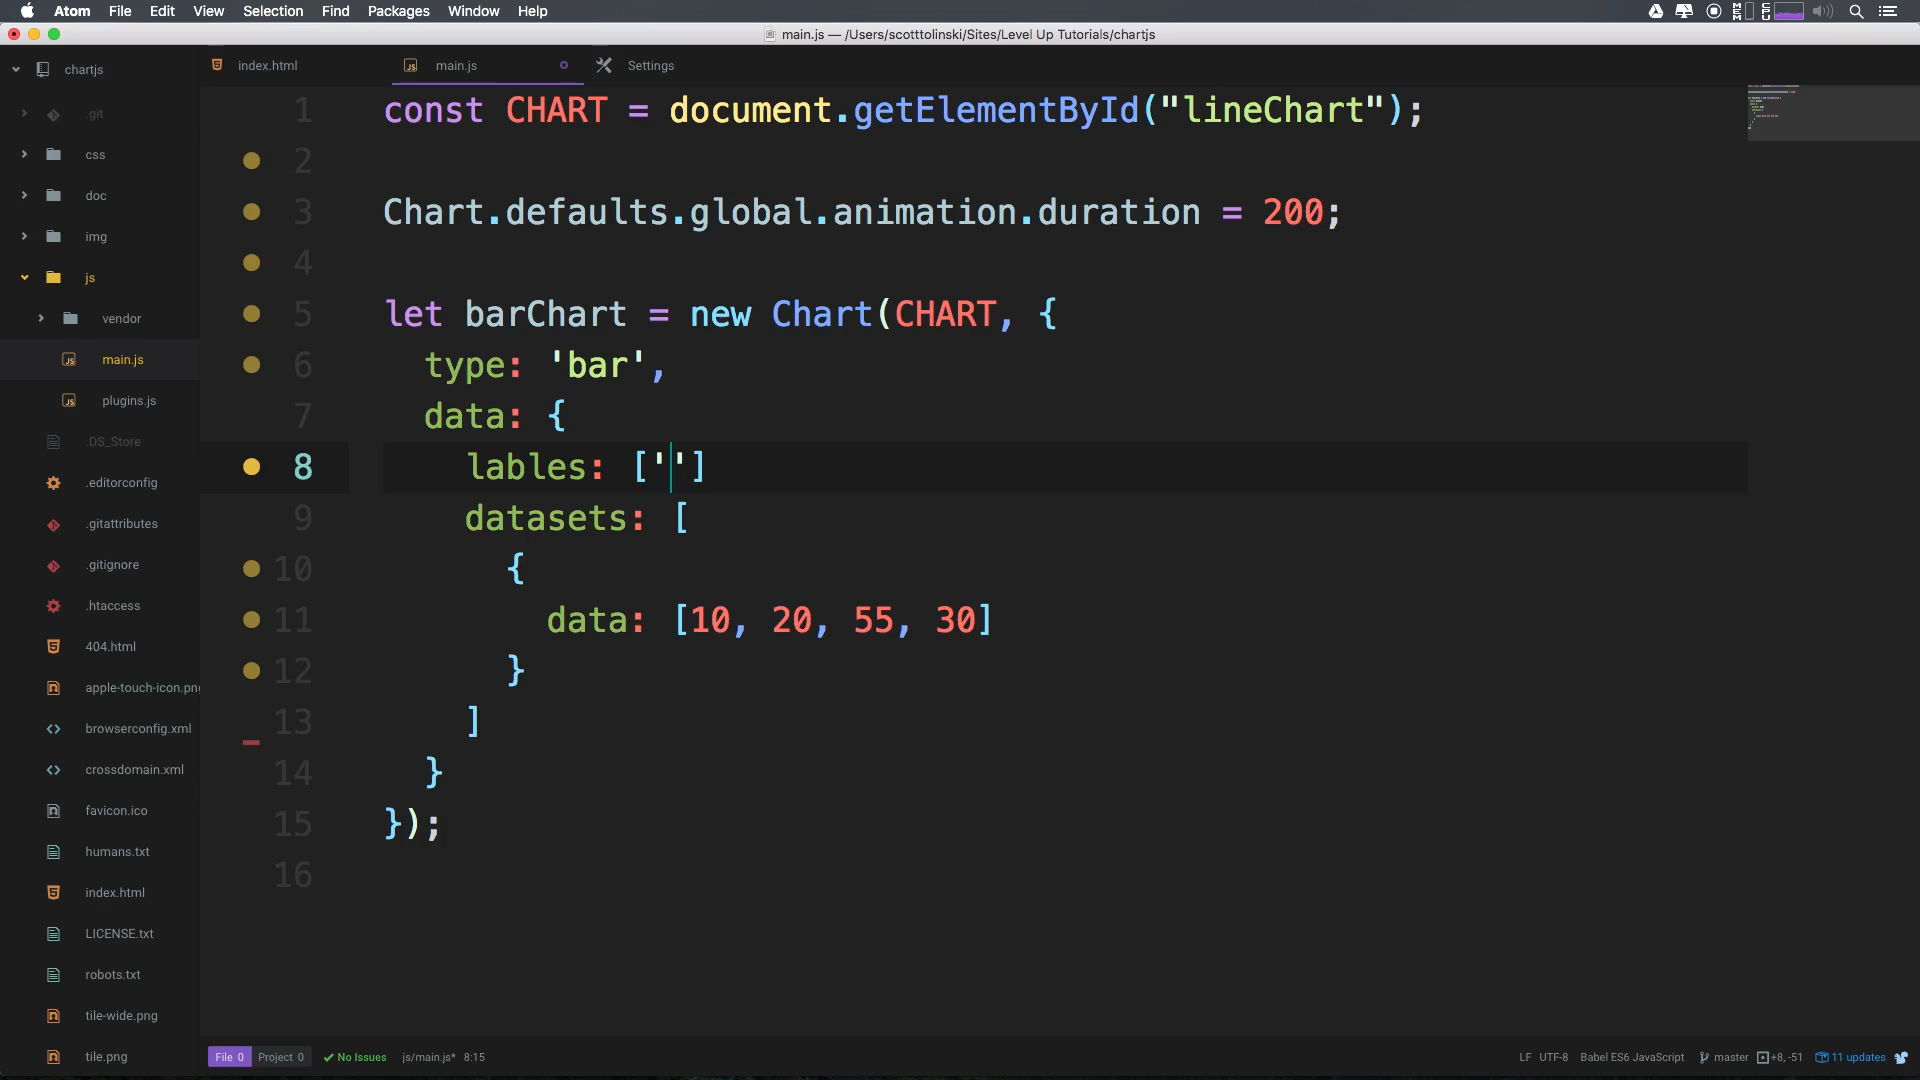 Atom File Edit View Selection Find Packages Window Help
main.js — /Users/scotttolinski/Sites/Level Up Tutorials/chartjs
chartjs
index.html
main.js
Settings
.git
css
doc
img
js
vendor
main.js
plugins.js
.DS_Store
.editorconfig
.gitattributes
.gitignore
.htaccess
404.html
apple-touch-icon.png
browserconfig.xml
crossdomain.xml
favicon.ico
humans.txt
index.html
LICENSE.txt
robots.txt
tile-wide.png
tile.png
1 const CHART = document.getElementById("lineChart");
2
3 Chart.defaults.global.animation.duration = 200;
4
5 let barChart = new Chart(CHART, {
6 type: 'bar',
7 data: {
8 lables: ['']
9 datasets: [
10 {
11 data: [10, 20, 55, 30]
12 }
13 ]
14 }
15 });
16
File 0 Project 0 No Issues js/main.js* 8:15 LF UTF-8 Babel ES6 JavaScript master +8, -51 11 updates